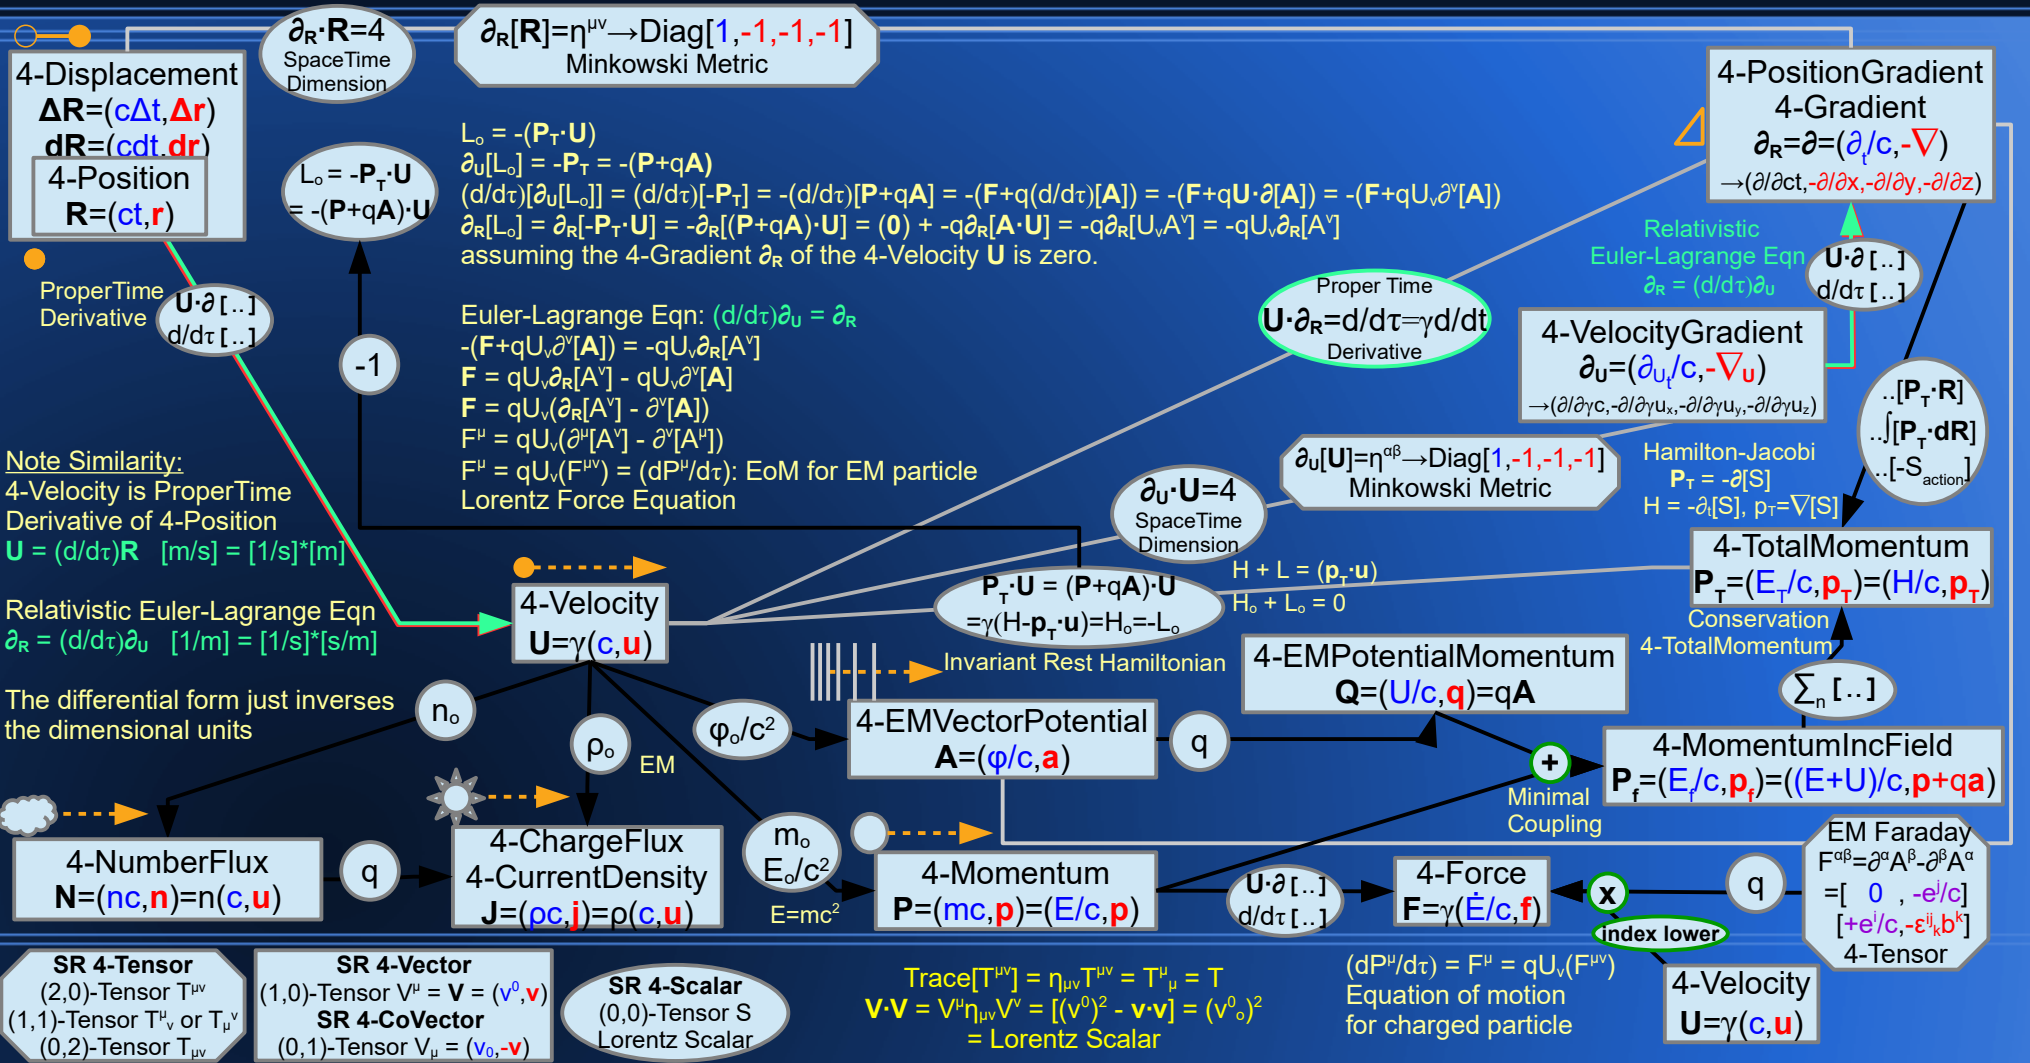 ∂R·R=4
SpaceTime
Dimension
∂R[R]=ημν→Diag[1,-1,-1,-1]
Minkowski Metric
4-Displacement
ΔR=(cΔt,Δr)
dR=(cdt,dr)
4-Position
R=(ct,r)
4-PositionGradient
4-Gradient
∂R=∂=(∂t/c,-∇)
→(∂/∂ct,-∂/∂x,-∂/∂y,-∂/∂z)
Lo = -PT·U
= -(P+qA)·U
Lo = -(PT·U)
∂U[Lo] = -PT = -(P+qA)
(d/dτ)[∂U[Lo]] = (d/dτ)[-PT] = -(d/dτ)[P+qA] = -(F+q(d/dτ)[A]) = -(F+qU·∂[A]) = -(F+qUν∂ν[A])
∂R[Lo] = ∂R[-PT·U] = -∂R[(P+qA)·U] = (0) + -q∂R[A·U] = -q∂R[UνAν] = -qUν∂R[Aν]
assuming the 4-Gradient ∂R of the 4-Velocity U is zero.
Euler-Lagrange Eqn: (d/dτ)∂U = ∂R
-(F+qUν∂ν[A]) = -qUν∂R[Aν]
F = qUν∂R[Aν] - qUν∂ν[A]
F = qUν(∂R[Aν] - ∂ν[A])
Fμ = qUν(∂μ[Aν] - ∂ν[Aμ])
Fμ = qUν(Fμν) = (dPμ/dτ): EoM for EM particle
Lorentz Force Equation
ProperTime
Derivative
U·∂[..]
d/dτ[..]
-1
Proper Time
U·∂R=d/dτ=γd/dt
Derivative
Relativistic
Euler-Lagrange Eqn
∂R = (d/dτ)∂U
U·∂[..]
d/dτ[..]
4-VelocityGradient
∂U=(∂Ut/c,-∇U)
→(∂/∂γc,-∂/∂γux,-∂/∂γuy,-∂/∂γuz)
..[PT·R]
..∫[PT·dR]
..[-Saction]
∂U[U]=ηαβ→Diag[1,-1,-1,-1]
Minkowski Metric
∂U·U=4
SpaceTime
Dimension
Hamilton-Jacobi
PT = -∂[S]
H = -∂t[S], pT=∇[S]
Note Similarity:
4-Velocity is ProperTime
Derivative of 4-Position
U = (d/dτ)R [m/s] = [1/s]*[m]
Relativistic Euler-Lagrange Eqn
∂R = (d/dτ)∂U [1/m] = [1/s]*[s/m]
The differential form just inverses
the dimensional units
4-Velocity
U=γ(c,u)
PT·U = (P+qA)·U
=γ(H-pT·u)=Ho=-Lo
H + L = (pT·u)
Ho + Lo = 0
Invariant Rest Hamiltonian
4-TotalMomentum
PT=(ET/c,pT)=(H/c,pT)
Conservation
4-TotalMomentum
∑n[..]
no
ρo
EM
φo/c2
4-EMVectorPotential
A=(φ/c,a)
q
4-EMPotentialMomentum
Q=(U/c,q)=qA
+
Minimal
Coupling
4-MomentumIncField
Pf=(Ef/c,pf)=((E+U)/c,p+qa)
4-NumberFlux
N=(nc,n)=n(c,u)
q
4-ChargeFlux
4-CurrentDensity
J=(ρc,j)=ρ(c,u)
mo
Eo/c2
E=mc2
4-Momentum
P=(mc,p)=(E/c,p)
U·∂[..]
d/dτ[..]
4-Force
F=γ(Ė/c,f)
x
index lower
q
EM Faraday
Fαβ=∂αAβ-∂βAα
=[ 0 , -ej/c]
[+ei/c,-εijkbk]
4-Tensor
SR 4-Tensor
(2,0)-Tensor Tμν
(1,1)-Tensor Tμν or Tμν
(0,2)-Tensor Tμν
SR 4-Vector
(1,0)-Tensor Vμ = V = (v0,v)
SR 4-CoVector
(0,1)-Tensor Vμ = (v0,-v)
SR 4-Scalar
(0,0)-Tensor S
Lorentz Scalar
Trace[Tμν] = ημνTμν = Tμμ = T
V·V = VμημνVν = [(v0)2 - v·v] = (v0o)2
= Lorentz Scalar
(dPμ/dτ) = Fμ = qUν(Fμν)
Equation of motion
for charged particle
4-Velocity
U=γ(c,u)